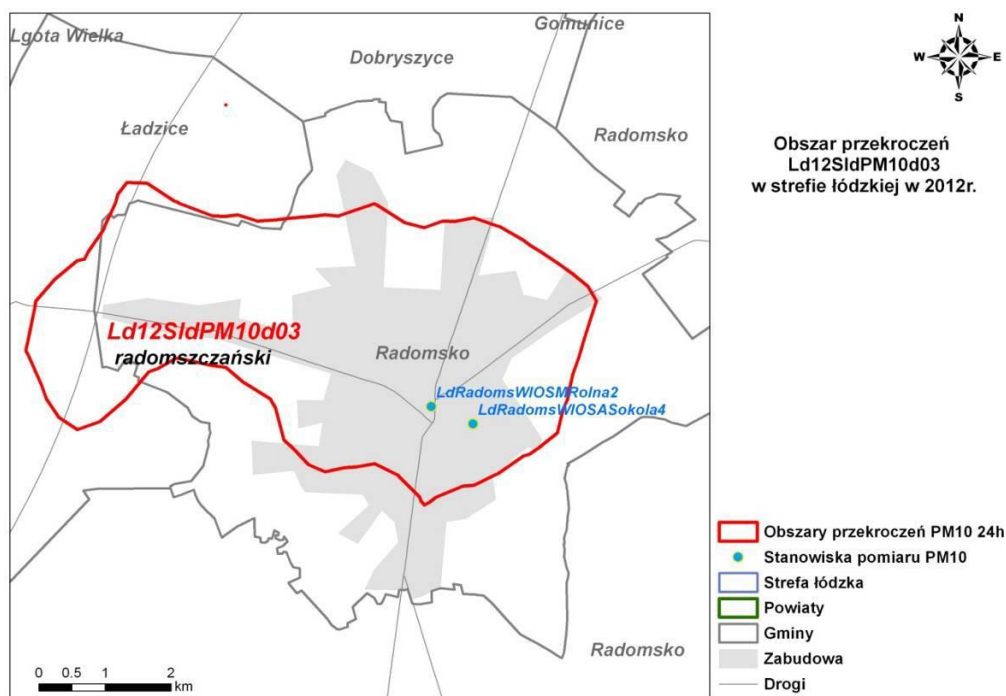 Lgota Wielka
Gomunice
Dobryszyce
Ładzice
Radomsko
N
W
E
S
Obszar przekroczeń
Ld12SldPM10d03
w strefie łódzkiej w 2012r.
Ld12SldPM10d03
radomszczański
Radomsko
LdRadomsWIOSMRolna2
LdRadomsWIOSASokola4
Radomsko
Obszary przekroczeń PM10 24h
Stanowiska pomiaru PM10
Strefa łódzka
Powiaty
Gminy
Zabudowa
Drogi
0 0.5 1 2
km